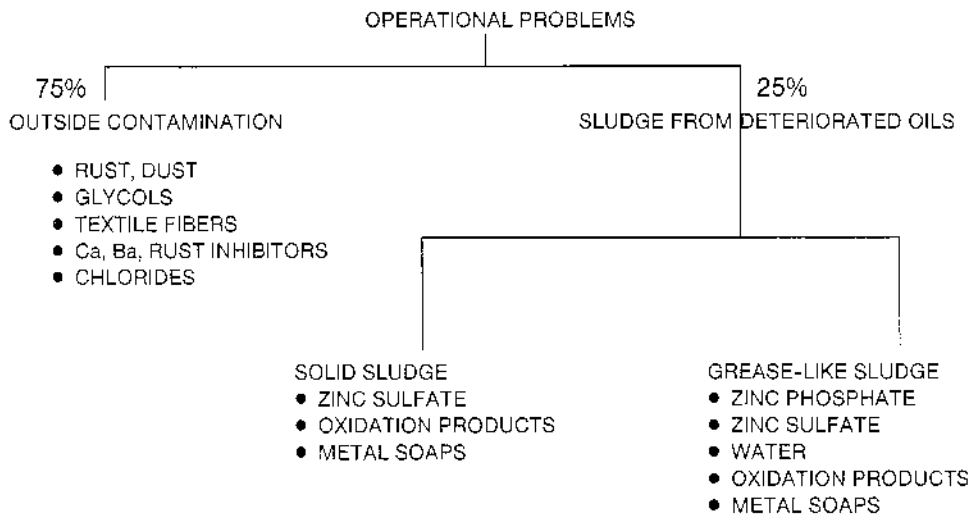 OPERATIONAL PROBLEMS
75%
OUTSIDE CONTAMINATION
● RUST, DUST
● GLYCOLS
● TEXTILE FIBERS
● Ca, Ba, RUST INHIBITORS
● CHLORIDES
25%
SLUDGE FROM DETERIORATED OILS
SOLID SLUDGE
● ZINC SULFATE
● OXIDATION PRODUCTS
● METAL SOAPS
GREASE-LIKE SLUDGE
● ZINC PHOSPHATE
● ZINC SULFATE
● WATER
● OXIDATION PRODUCTS
● METAL SOAPS